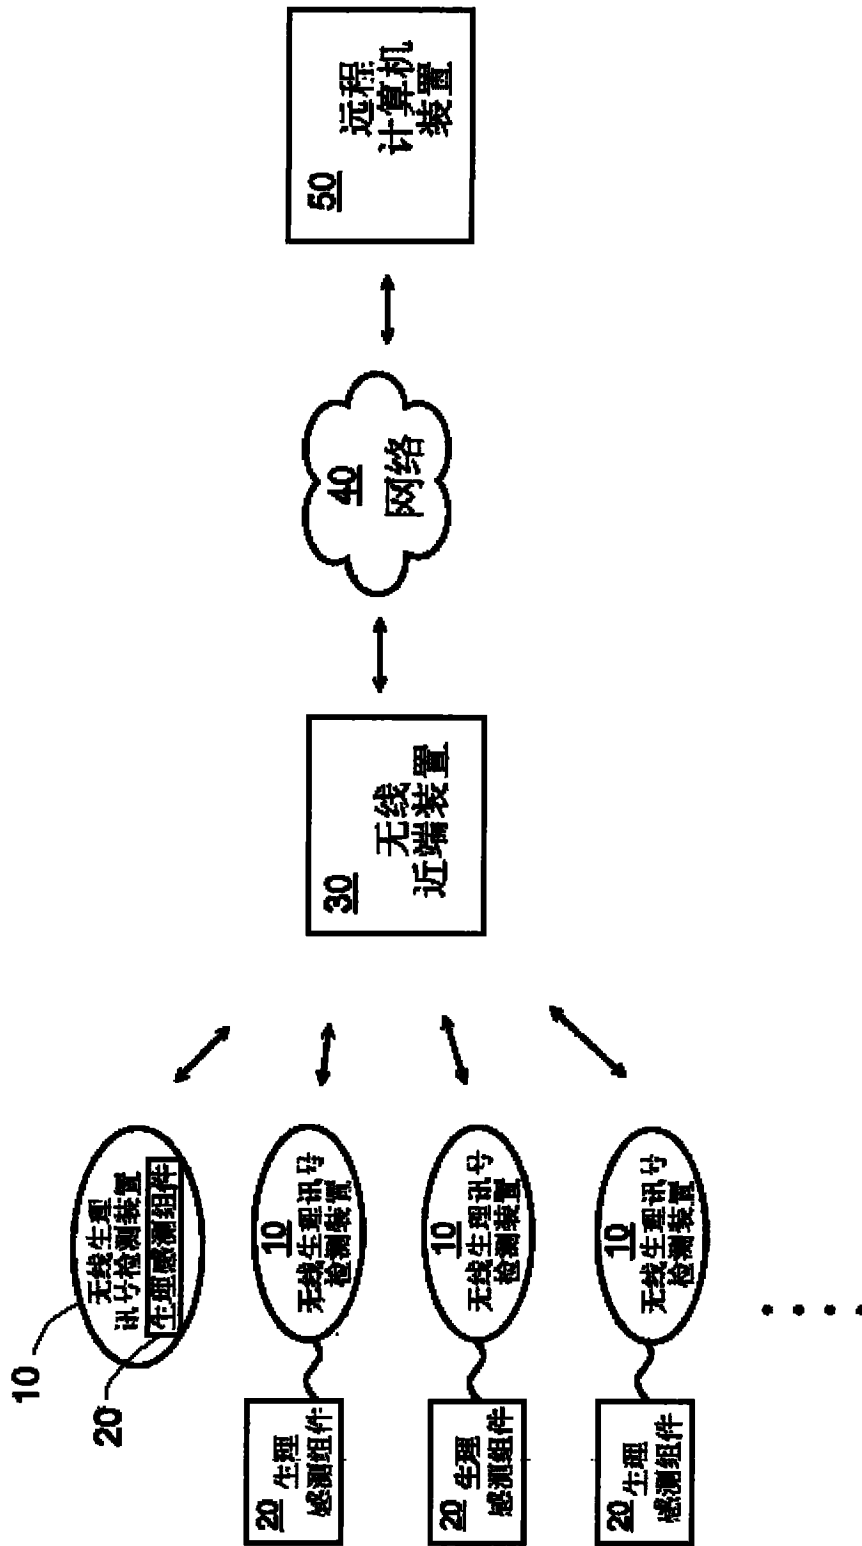 10
无线生理
讯号检测装置
20
生理感测组件
20
生理
感测组件
10
无线生理讯号
检测装置
20
生理
感测组件
10
无线生理讯号
检测装置
20
生理
感测组件
10
无线生理讯号
检测装置
30
无线
近端装置
40
网络
50
远程
计算机
装置